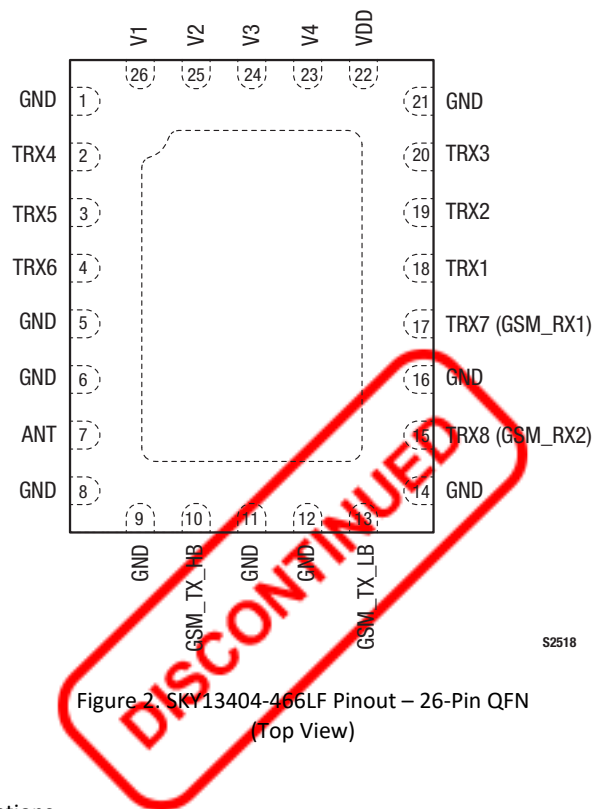 V1 V2 V3 V4 VDD
26 25 24 23 22
GND 1 21 GND
TRX4 2 20 TRX3
TRX5 3 19 TRX2
TRX6 4 18 TRX1
GND 5 17 TRX7 (GSM_RX1)
GND 6 16 GND
ANT 7 15 TRX8 (GSM_RX2)
GND 8 14 GND
9 10 11 12 13
GND GSM_TX_HB GND GND GSM_TX_LB
DISCONTINUED
S2518
Figure 2. SKY13404-466LF Pinout – 26-Pin QFN
(Top View)